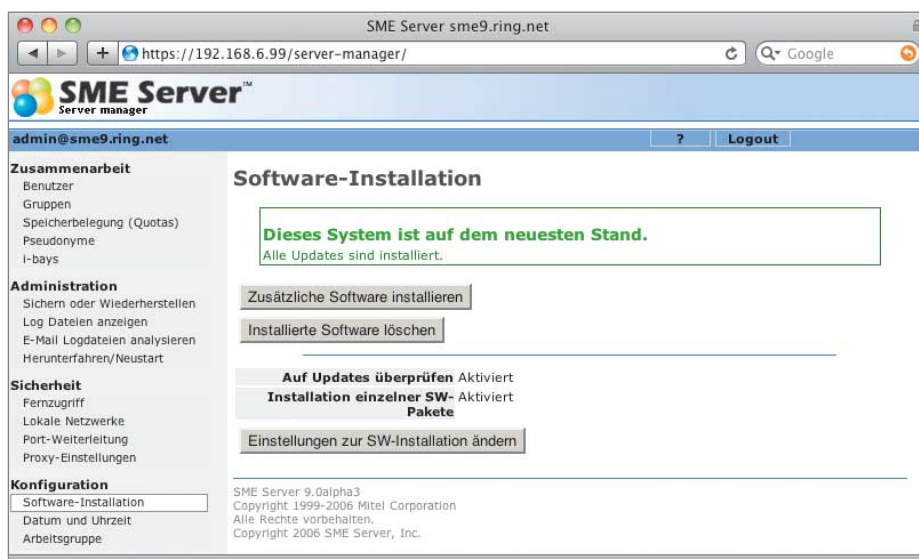 SME Server sme9.ring.net
https://192.168.6.99/server-manager/
Google
SME Server™
Server manager
admin@sme9.ring.net
?
Logout
Zusammenarbeit
Benutzer
Gruppen
Speicherbelegung (Quotas)
Pseudonyme
i-bays
Administration
Sichern oder Wiederherstellen
Log Dateien anzeigen
E-Mail Logdateien analysieren
Herunterfahren/Neustart
Sicherheit
Fernzugriff
Lokale Netzwerke
Port-Weiterleitung
Proxy-Einstellungen
Konfiguration
Software-Installation
Datum und Uhrzeit
Arbeitsgruppe
Software-Installation
Dieses System ist auf dem neuesten Stand.
Alle Updates sind installiert.
Zusätzliche Software installieren
Installierte Software löschen
Auf Updates überprüfen Aktiviert
Installation einzelner SW- Aktiviert
Pakete
Einstellungen zur SW-Installation ändern
SME Server 9.0alpha3
Copyright 1999-2006 Mitel Corporation
Alle Rechte vorbehalten.
Copyright 2006 SME Server, Inc.